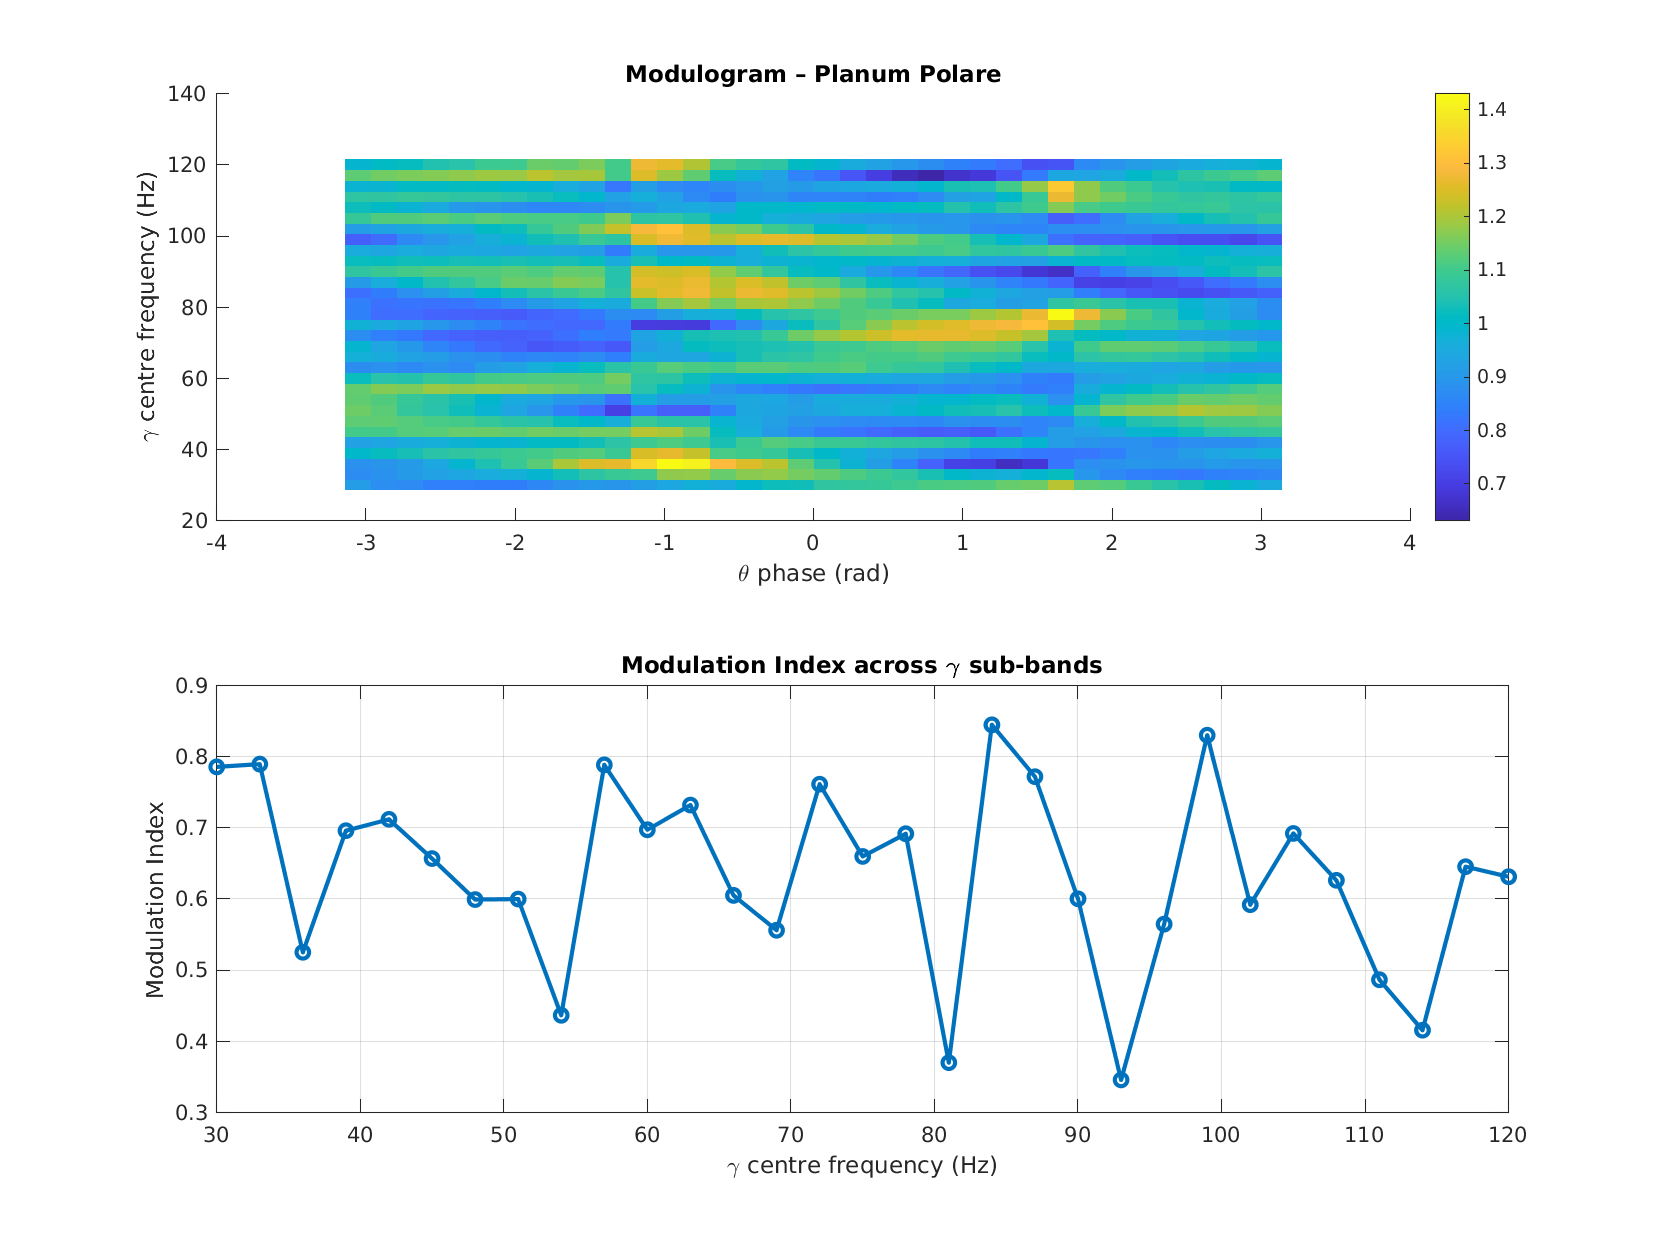 Modulogram – Planum Polare
140
120
100
80
60
40
20
γ centre frequency (Hz)
-4 -3 -2 -1 0 1 2 3 4
θ phase (rad)
1.4
1.3
1.2
1.1
1
0.9
0.8
0.7
Modulation Index across γ sub-bands
0.9
0.8
0.7
0.6
0.5
0.4
0.3
Modulation Index
30 40 50 60 70 80 90 100 110 120
γ centre frequency (Hz)